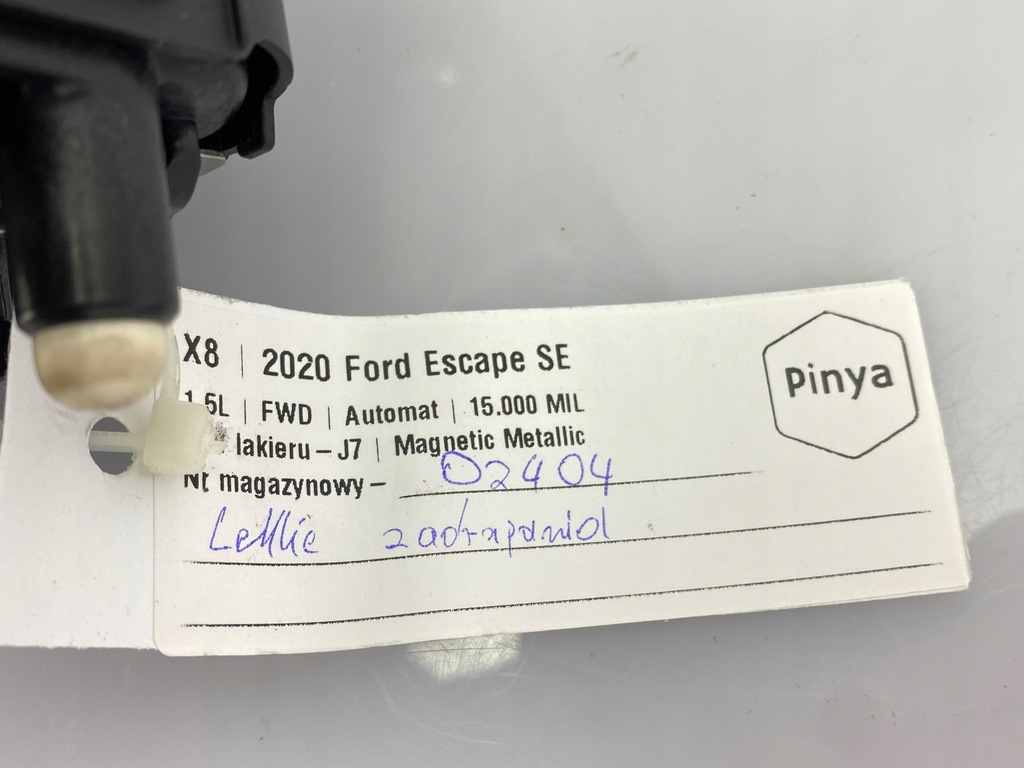 X8 | 2020 Ford Escape SE
1.5L | FWD | Automat | 15.000 MIL
lakieru – J7 | Magnetic Metallic
Nr magazynowy – 02404
Lekkie zadrapania
Pinya